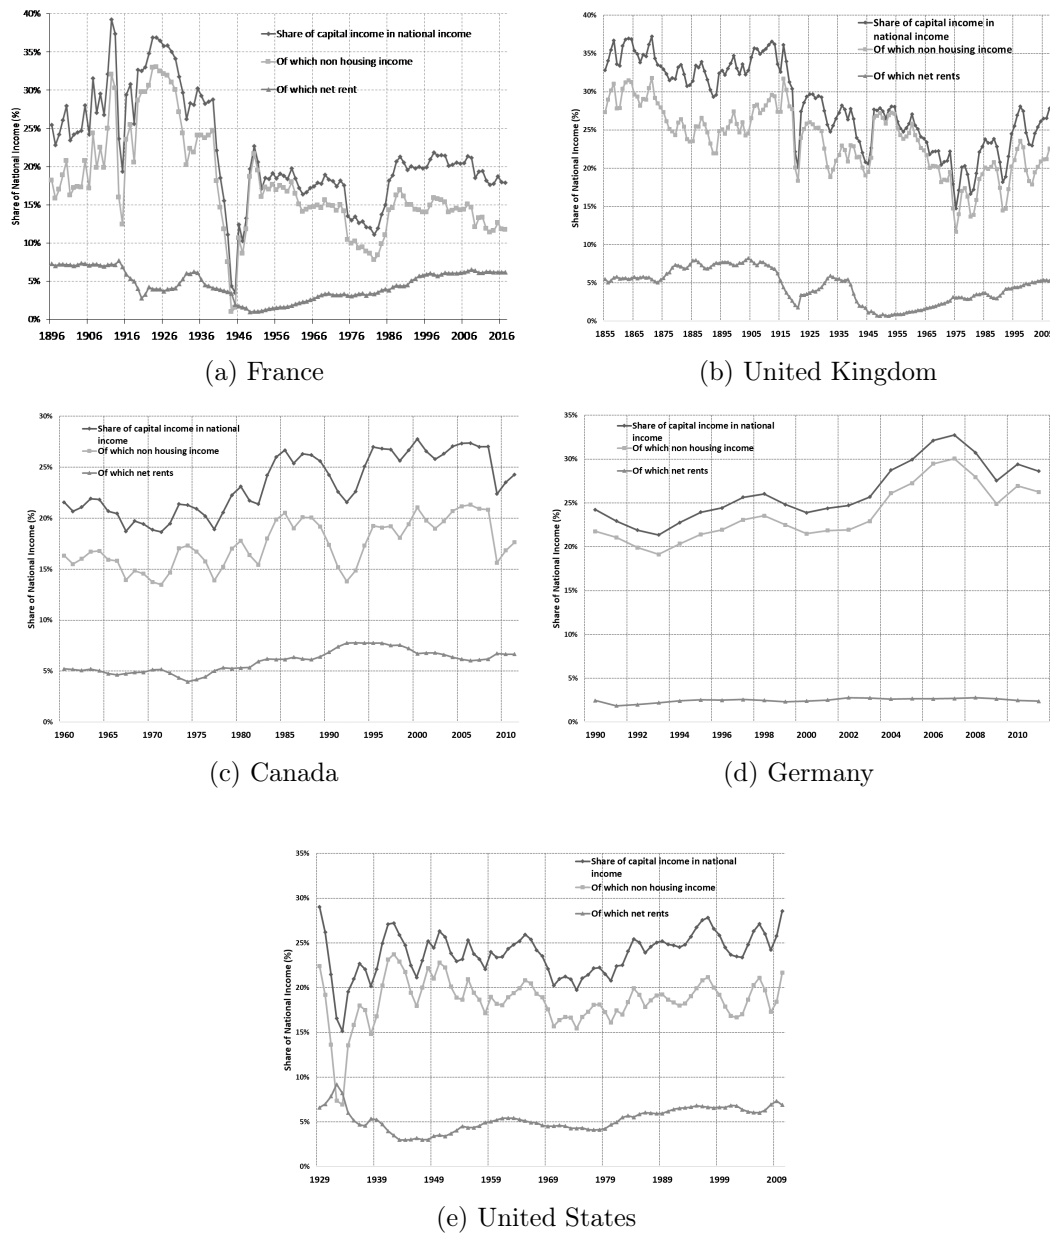 40%
35%
30%
25%
20%
15%
10%
5%
0%
Share of National Income (%)
Share of capital income in national income
Of which non housing income
Of which net rent
1896 1906 1916 1926 1936 1946 1956 1966 1976 1986 1996 2006 2016
(a) France
40%
35%
30%
25%
20%
15%
10%
5%
0%
Share of National Income (%)
Share of capital income in
national income
Of which non housing income
Of which net rents
1855 1865 1875 1885 1895 1905 1915 1925 1935 1945 1955 1965 1975 1985 1995 2005
(b) United Kingdom
30%
25%
20%
15%
10%
5%
0%
Share of National Income (%)
Share of capital income in national
income
Of which non housing income
Of which net rents
1960 1965 1970 1975 1980 1985 1990 1995 2000 2005 2010
(c) Canada
35%
30%
25%
20%
15%
10%
5%
0%
Share of National Income (%)
Share of capital income in national
income
Of which non housing income
Of which net rents
1990 1992 1994 1996 1998 2000 2002 2004 2006 2008 2010
(d) Germany
35%
30%
25%
20%
15%
10%
5%
0%
Share of National Income (%)
Share of capital income in national
income
Of which non housing income
Of which net rents
1929 1939 1949 1959 1969 1979 1989 1999 2009
(e) United States